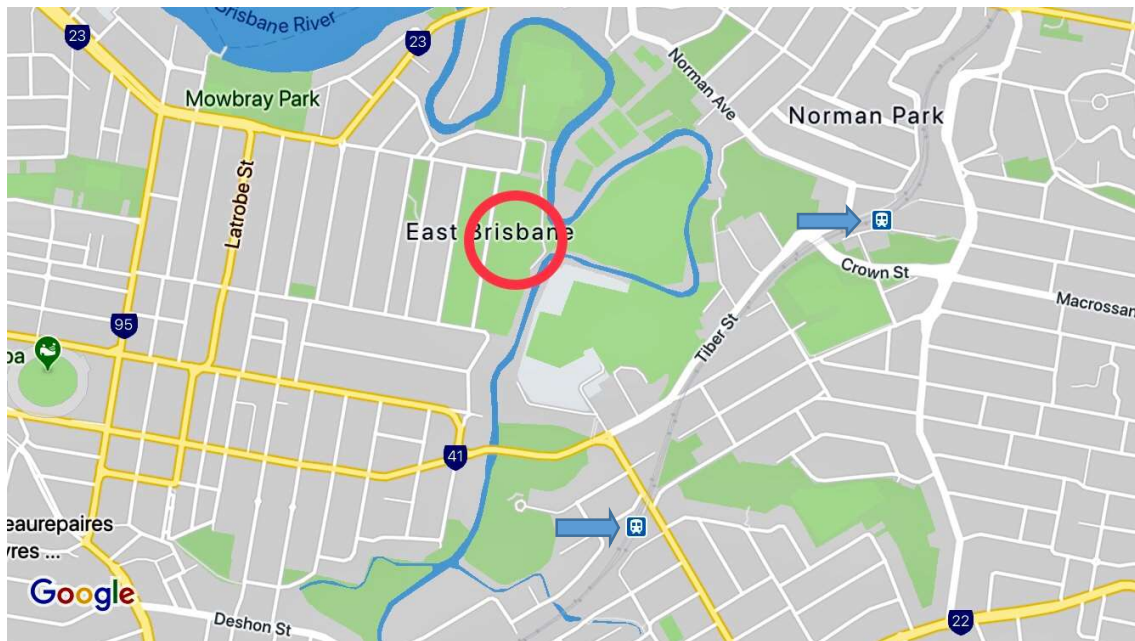 Brisbane River
23
23
Mowbray Park
Norman Ave
Norman Park
Latrobe St
East Brisbane
Crown St
Macrossan
95
Tiber St
41
eaurepaires
yres ...
Google
Deshon St
22